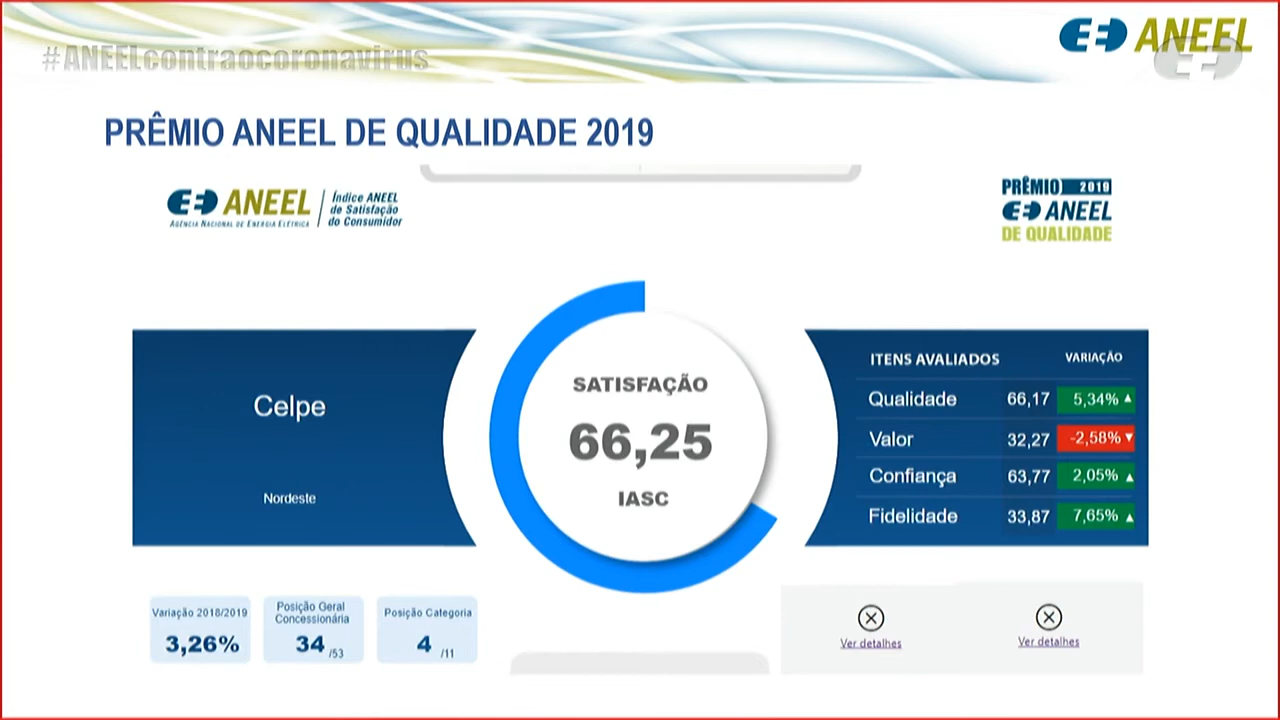 #ANEELcontraocoronavirus
ANEEL
PRÊMIO ANEEL DE QUALIDADE 2019
ANEEL
AGÊNCIA NACIONAL DE ENERGIA ELÉTRICA
Índice ANEEL
de Satisfação
do Consumidor
PRÊMIO 2019
ANEEL
DE QUALIDADE
Celpe
Nordeste
SATISFAÇÃO
66,25
IASC
ITENS AVALIADOS VARIAÇÃO
Qualidade 66,17 5,34% ▲
Valor 32,27 -2,58% ▼
Confiança 63,77 2,05% ▲
Fidelidade 33,87 7,65% ▲
Variação 2018/2019
3,26%
Posição Geral
Concessionária
34 /53
Posição Categoria
4 /11
Ver detalhes
Ver detalhes